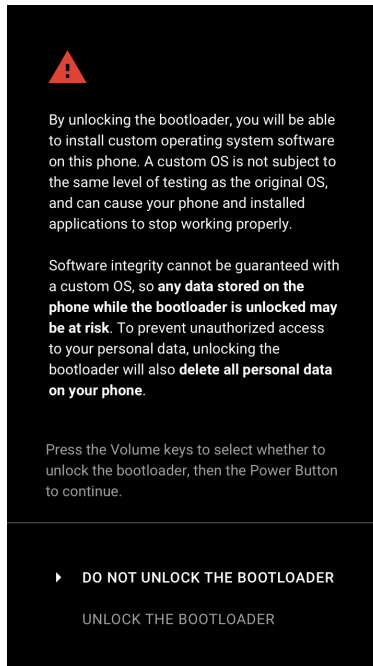 By unlocking the bootloader, you will be able
to install custom operating system software
on this phone. A custom OS is not subject to
the same level of testing as the original OS,
and can cause your phone and installed
applications to stop working properly.
Software integrity cannot be guaranteed with
a custom OS, so any data stored on the
phone while the bootloader is unlocked may
be at risk. To prevent unauthorized access
to your personal data, unlocking the
bootloader will also delete all personal data
on your phone.
Press the Volume keys to select whether to
unlock the bootloader, then the Power Button
to continue.
DO NOT UNLOCK THE BOOTLOADER
UNLOCK THE BOOTLOADER